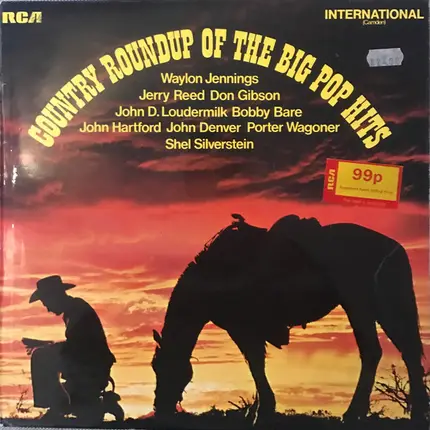 RCA
INTERNATIONAL
(Camden)
COUNTRY ROUNDUP OF THE BIG POP HITS
Waylon Jennings
Jerry Reed Don Gibson
John D. Loudermilk Bobby Bare
John Hartford John Denver Porter Wagoner
Shel Silverstein
RCA
99p